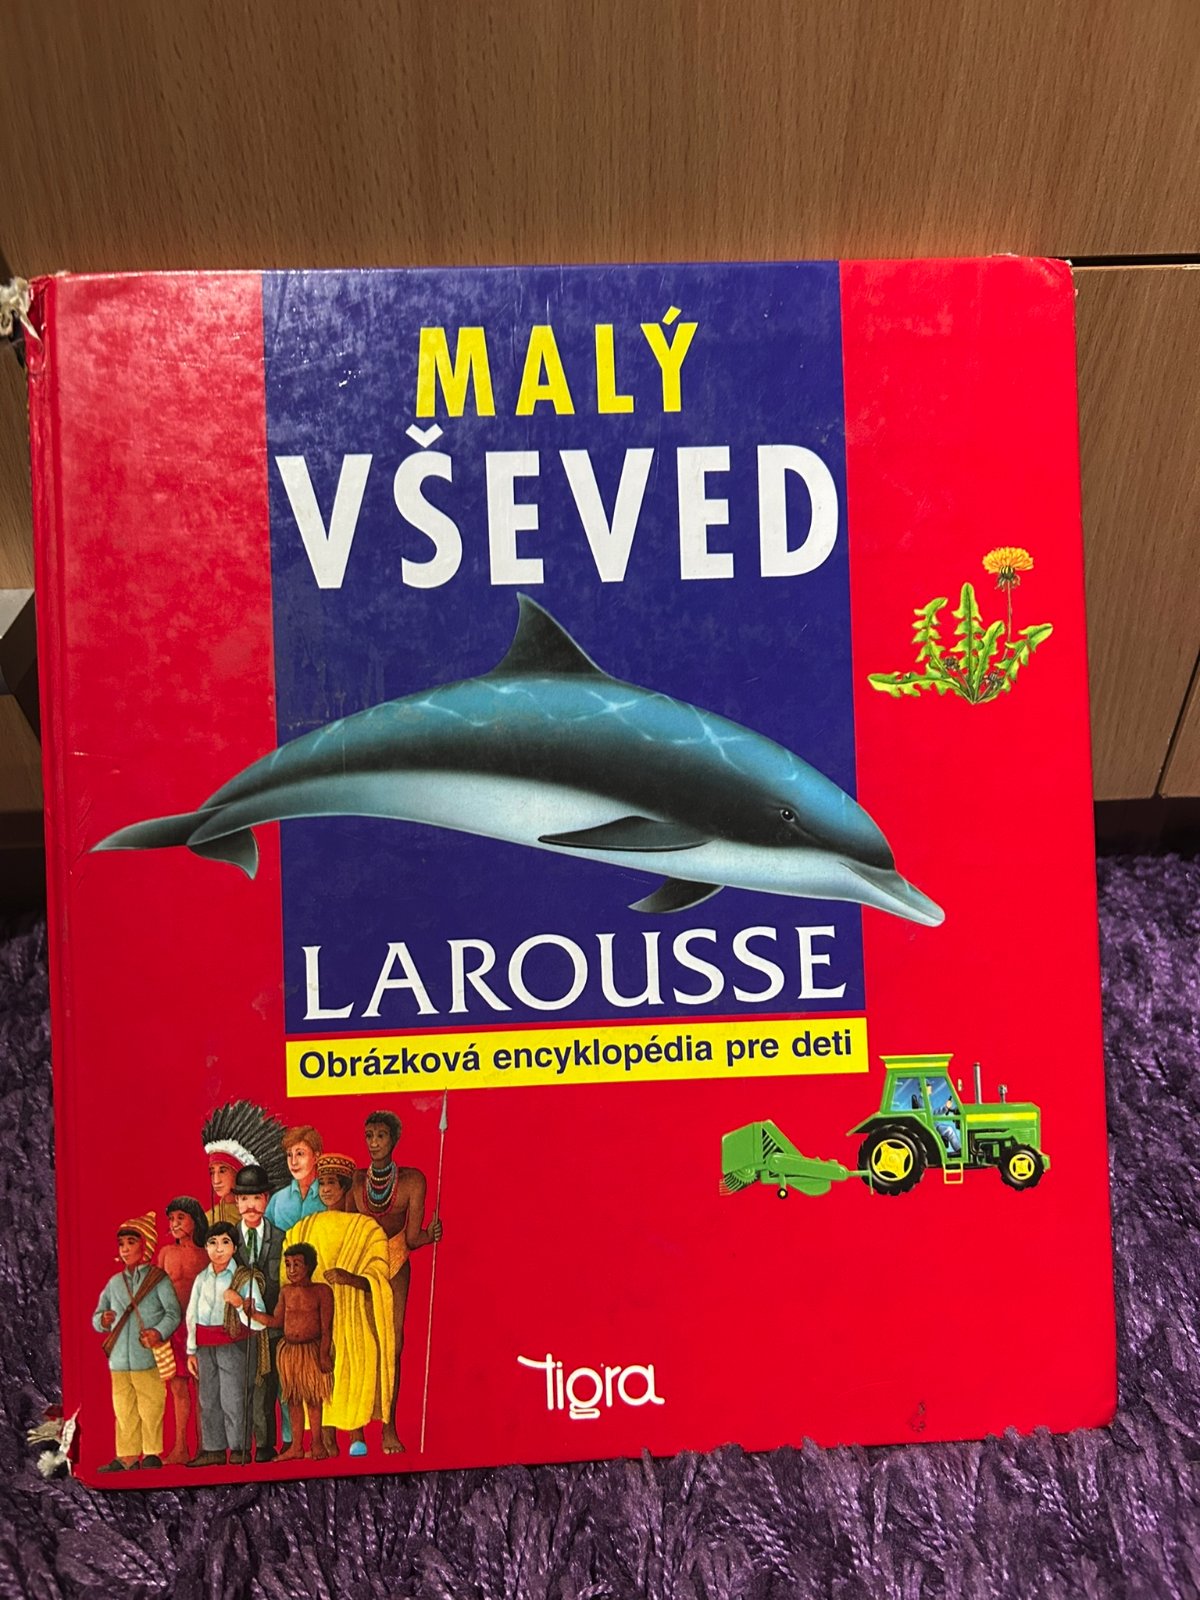 MALÝ
VŠEVED
LAROUSSE
Obrázková encyklopédia pre deti
tigra